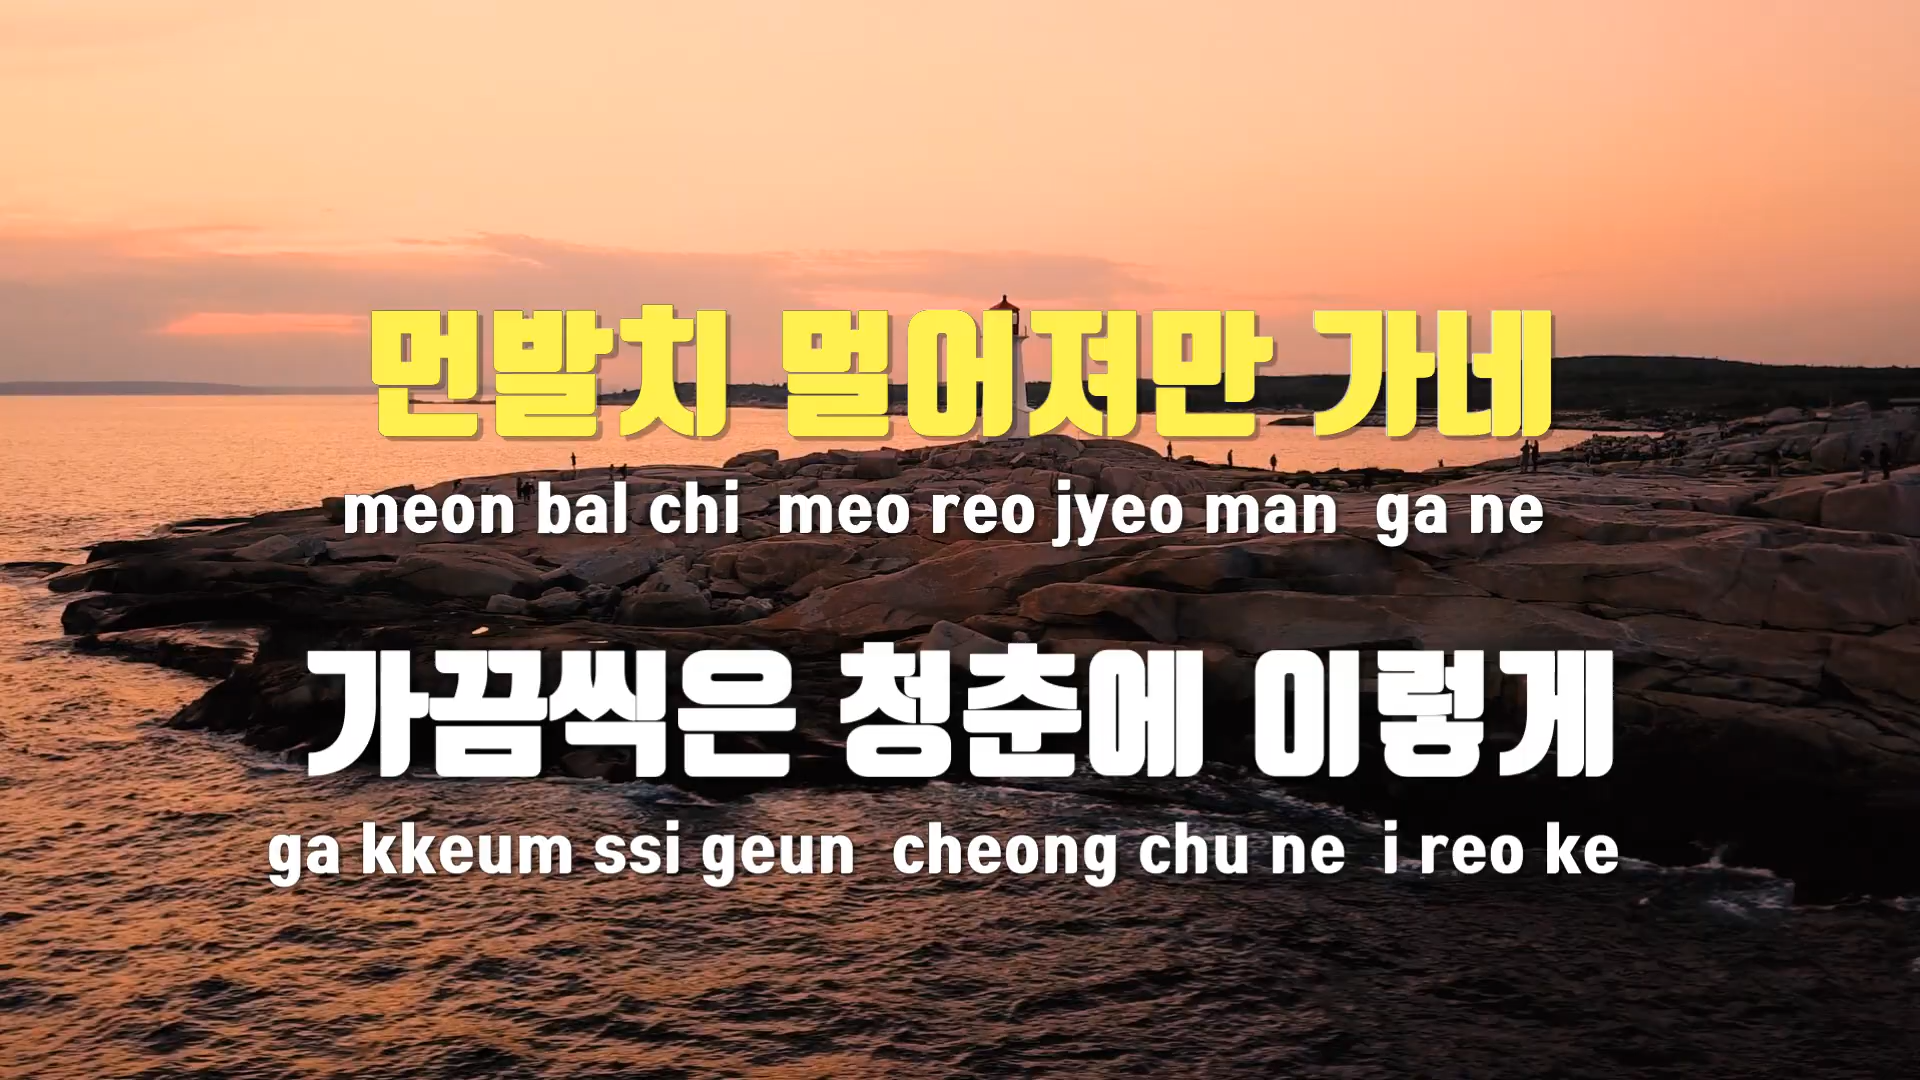 먼발치 멀어져만 가네
meon bal chi  meo reo jyeo man  ga ne
가끔씩은 청춘에 이렇게
ga kkeum ssi geun  cheong chu ne  i reo ke